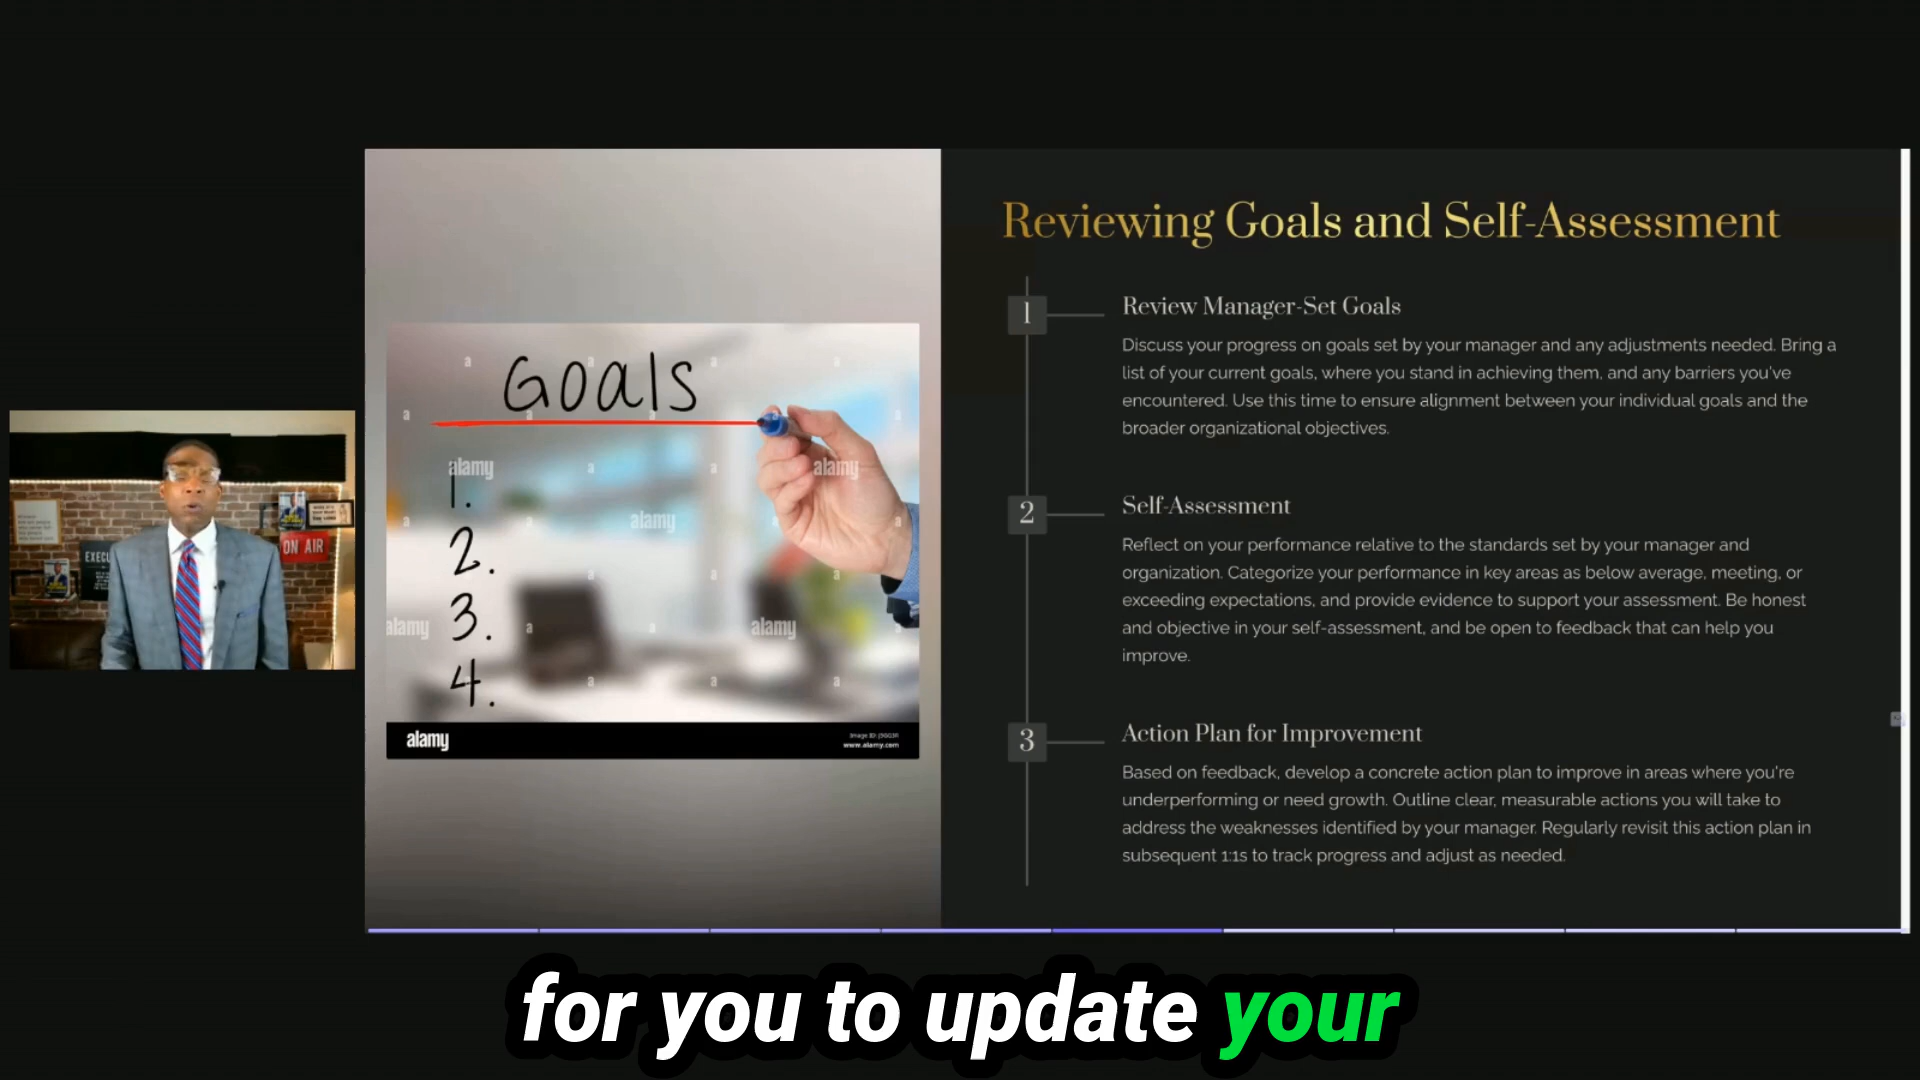 Reviewing Goals and Self-Assessment
1
Review Manager-Set Goals
Discuss your progress on goals set by your manager and any adjustments needed. Bring a
list of your current goals, where you stand in achieving them, and any barriers you've
encountered. Use this time to ensure alignment between your individual goals and the
broader organizational objectives.
2
Self-Assessment
Reflect on your performance relative to the standards set by your manager and
organization. Categorize your performance in key areas as below average, meeting, or
exceeding expectations, and provide evidence to support your assessment. Be honest
and objective in your self-assessment, and be open to feedback that can help you
improve.
3
Action Plan for Improvement
Based on feedback, develop a concrete action plan to improve in areas where you're
underperforming or need growth. Outline clear, measurable actions you will take to
address the weaknesses identified by your manager. Regularly revisit this action plan in
subsequent 1:1s to track progress and adjust as needed.
Goals
1.
2.
3.
4.
alamy
alamy
alamy
alamy
alamy
alamy
www.alamy.com
ON AIR
for you to update your